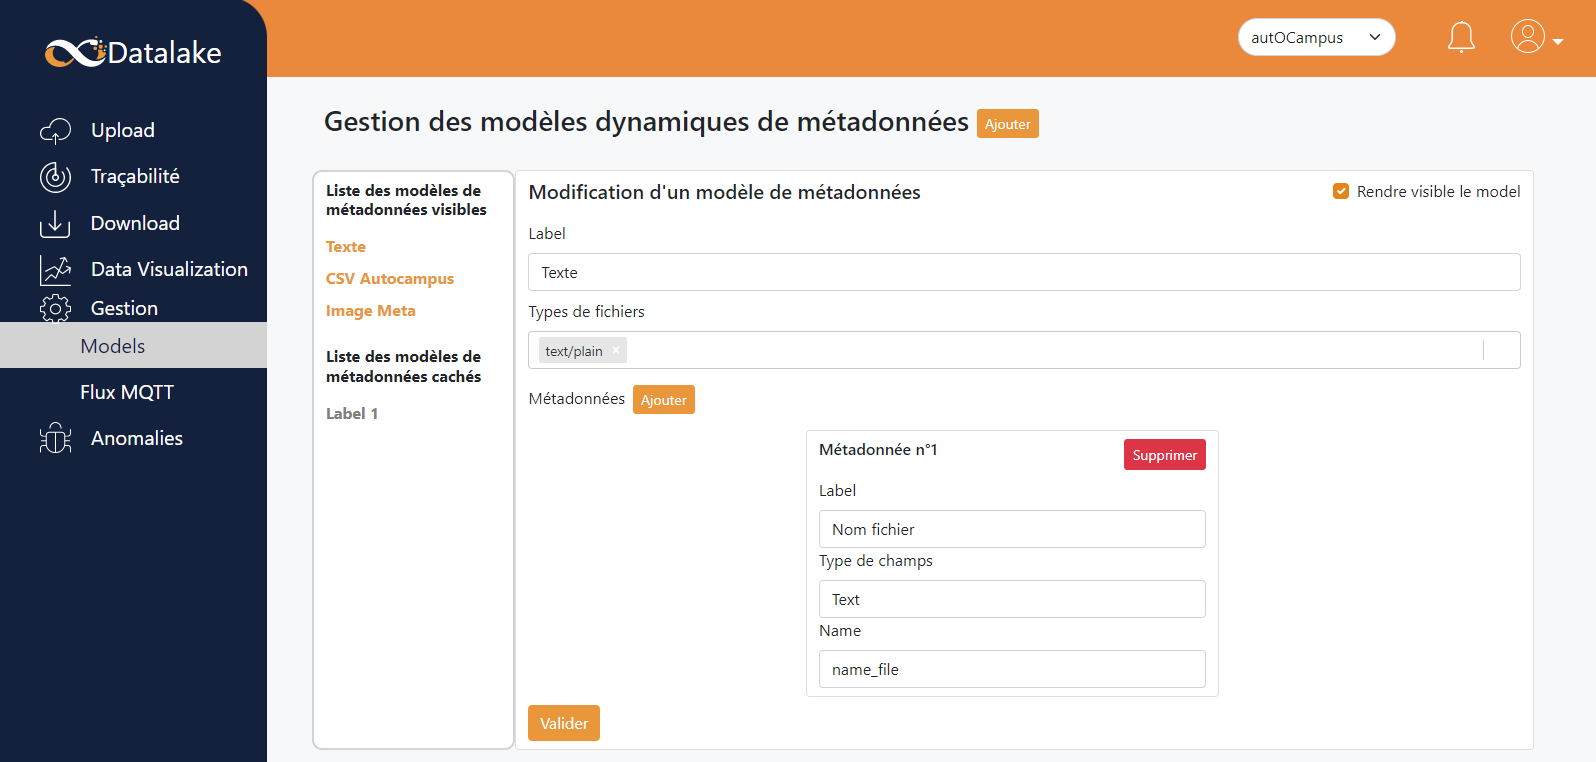 Datalake
autOCampus
Upload
Traçabilité
Download
Data Visualization
Gestion
Models
Flux MQTT
Anomalies
Gestion des modèles dynamiques de métadonnées Ajouter
Liste des modèles de
métadonnées visibles
Texte
CSV Autocampus
Image Meta
Liste des modèles de
métadonnées cachés
Label 1
Modification d'un modèle de métadonnées
Rendre visible le model
Label
Texte
Types de fichiers
text/plain ×
Métadonnées Ajouter
Métadonnée n°1
Supprimer
Label
Nom fichier
Type de champs
Text
Name
name_file
Valider